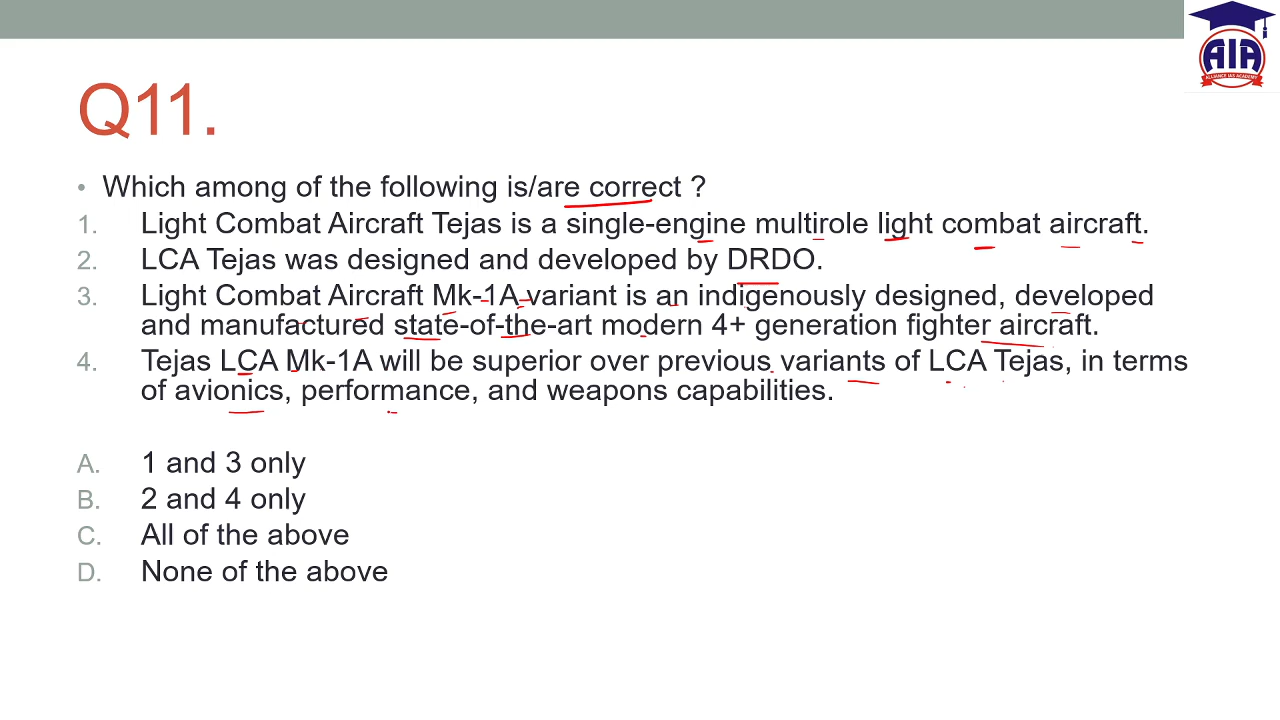 AIA
ALLIANCE IAS ACADEMY
Q11.
• Which among of the following is/are correct ?
1. Light Combat Aircraft Tejas is a single-engine multirole light combat aircraft.
2. LCA Tejas was designed and developed by DRDO.
3. Light Combat Aircraft Mk-1A variant is an indigenously designed, developed
and manufactured state-of-the-art modern 4+ generation fighter aircraft.
4. Tejas LCA Mk-1A will be superior over previous variants of LCA Tejas, in terms
of avionics, performance, and weapons capabilities.
A. 1 and 3 only
B. 2 and 4 only
C. All of the above
D. None of the above